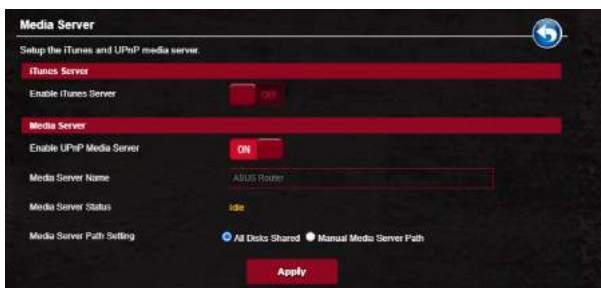 Media Server
Setup the iTunes and UPnP media server.
iTunes Server
Enable iTunes Server OFF
Media Server
Enable UPnP Media Server ON
Media Server Name ASUS Router
Media Server Status Idle
Media Server Path Setting All Disks Shared Manual Media Server Path
Apply